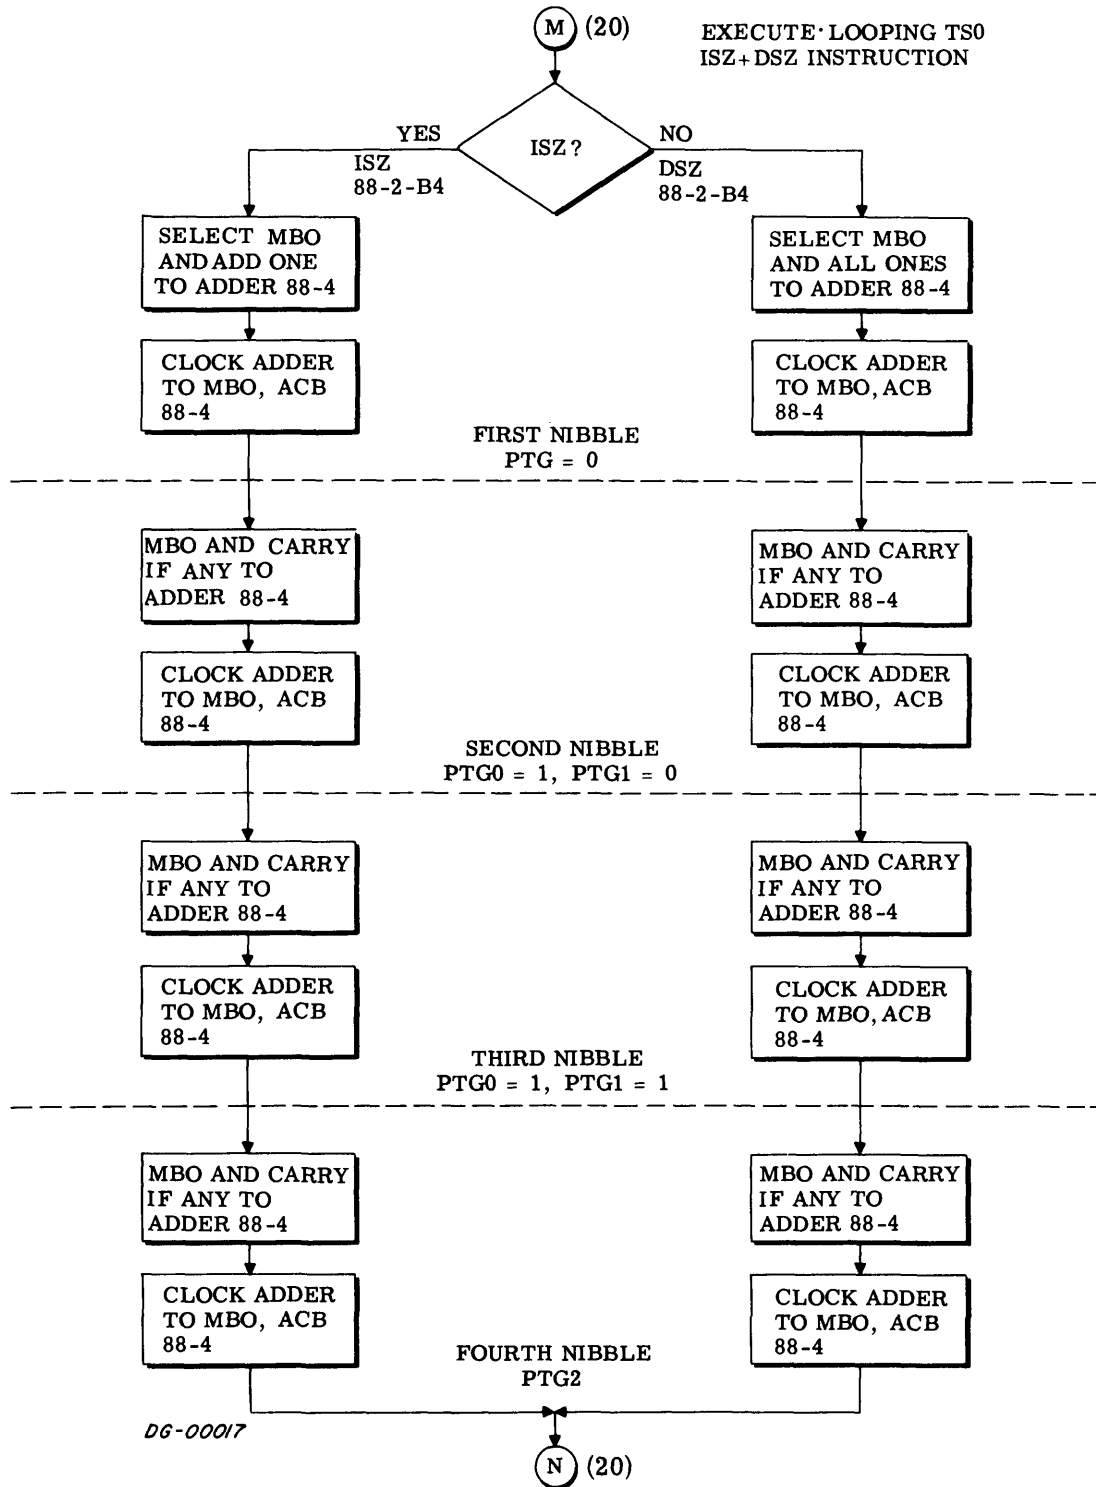 M (20)
EXECUTE·LOOPING TS0
ISZ+DSZ INSTRUCTION
ISZ?
YES
ISZ
88-2-B4
NO
DSZ
88-2-B4
SELECT MBO
AND ADD ONE
TO ADDER 88-4
SELECT MBO
AND ALL ONES
TO ADDER 88-4
CLOCK ADDER
TO MBO, ACB
88-4
CLOCK ADDER
TO MBO, ACB
88-4
FIRST NIBBLE
PTG = 0
MBO AND CARRY
IF ANY TO
ADDER 88-4
MBO AND CARRY
IF ANY TO
ADDER 88-4
CLOCK ADDER
TO MBO, ACB
88-4
CLOCK ADDER
TO MBO, ACB
88-4
SECOND NIBBLE
PTG0 = 1, PTG1 = 0
MBO AND CARRY
IF ANY TO
ADDER 88-4
MBO AND CARRY
IF ANY TO
ADDER 88-4
CLOCK ADDER
TO MBO, ACB
88-4
CLOCK ADDER
TO MBO, ACB
88-4
THIRD NIBBLE
PTG0 = 1, PTG1 = 1
MBO AND CARRY
IF ANY TO
ADDER 88-4
MBO AND CARRY
IF ANY TO
ADDER 88-4
CLOCK ADDER
TO MBO, ACB
88-4
CLOCK ADDER
TO MBO, ACB
88-4
FOURTH NIBBLE
PTG2
DG-00017
N (20)